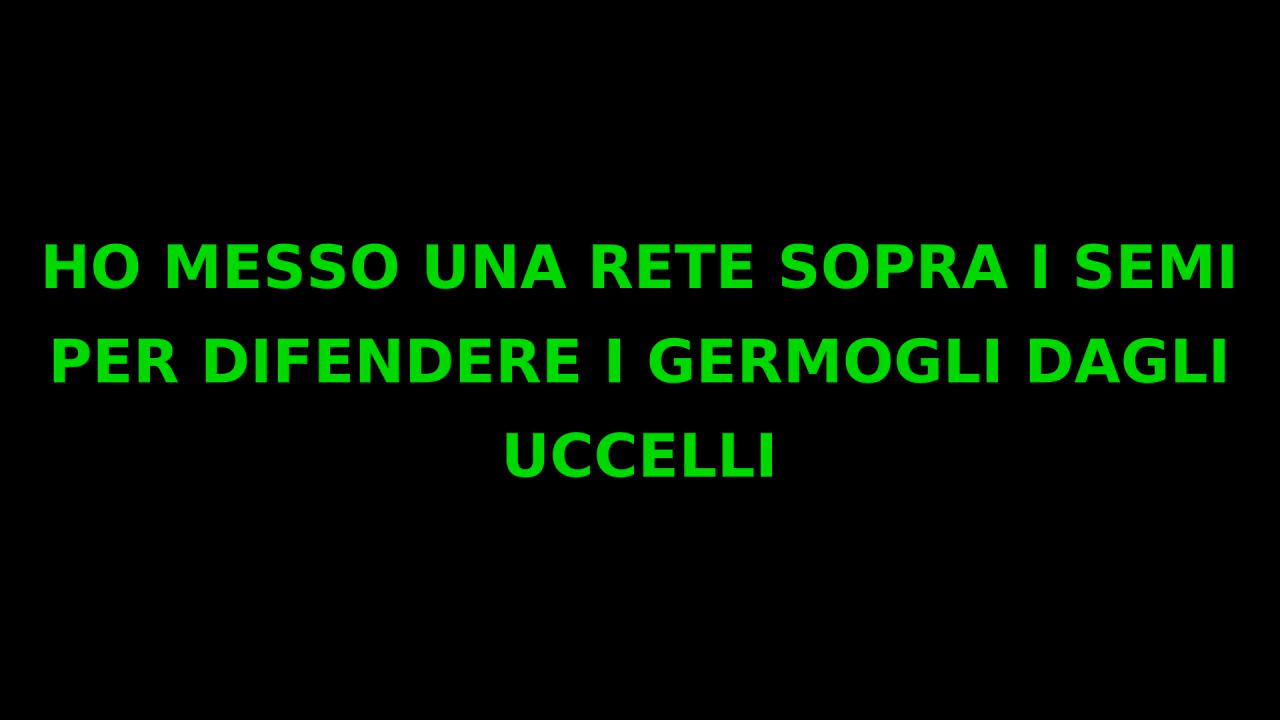 HO MESSO UNA RETE SOPRA I SEMI
PER DIFENDERE I GERMOGLI DAGLI
UCCELLI